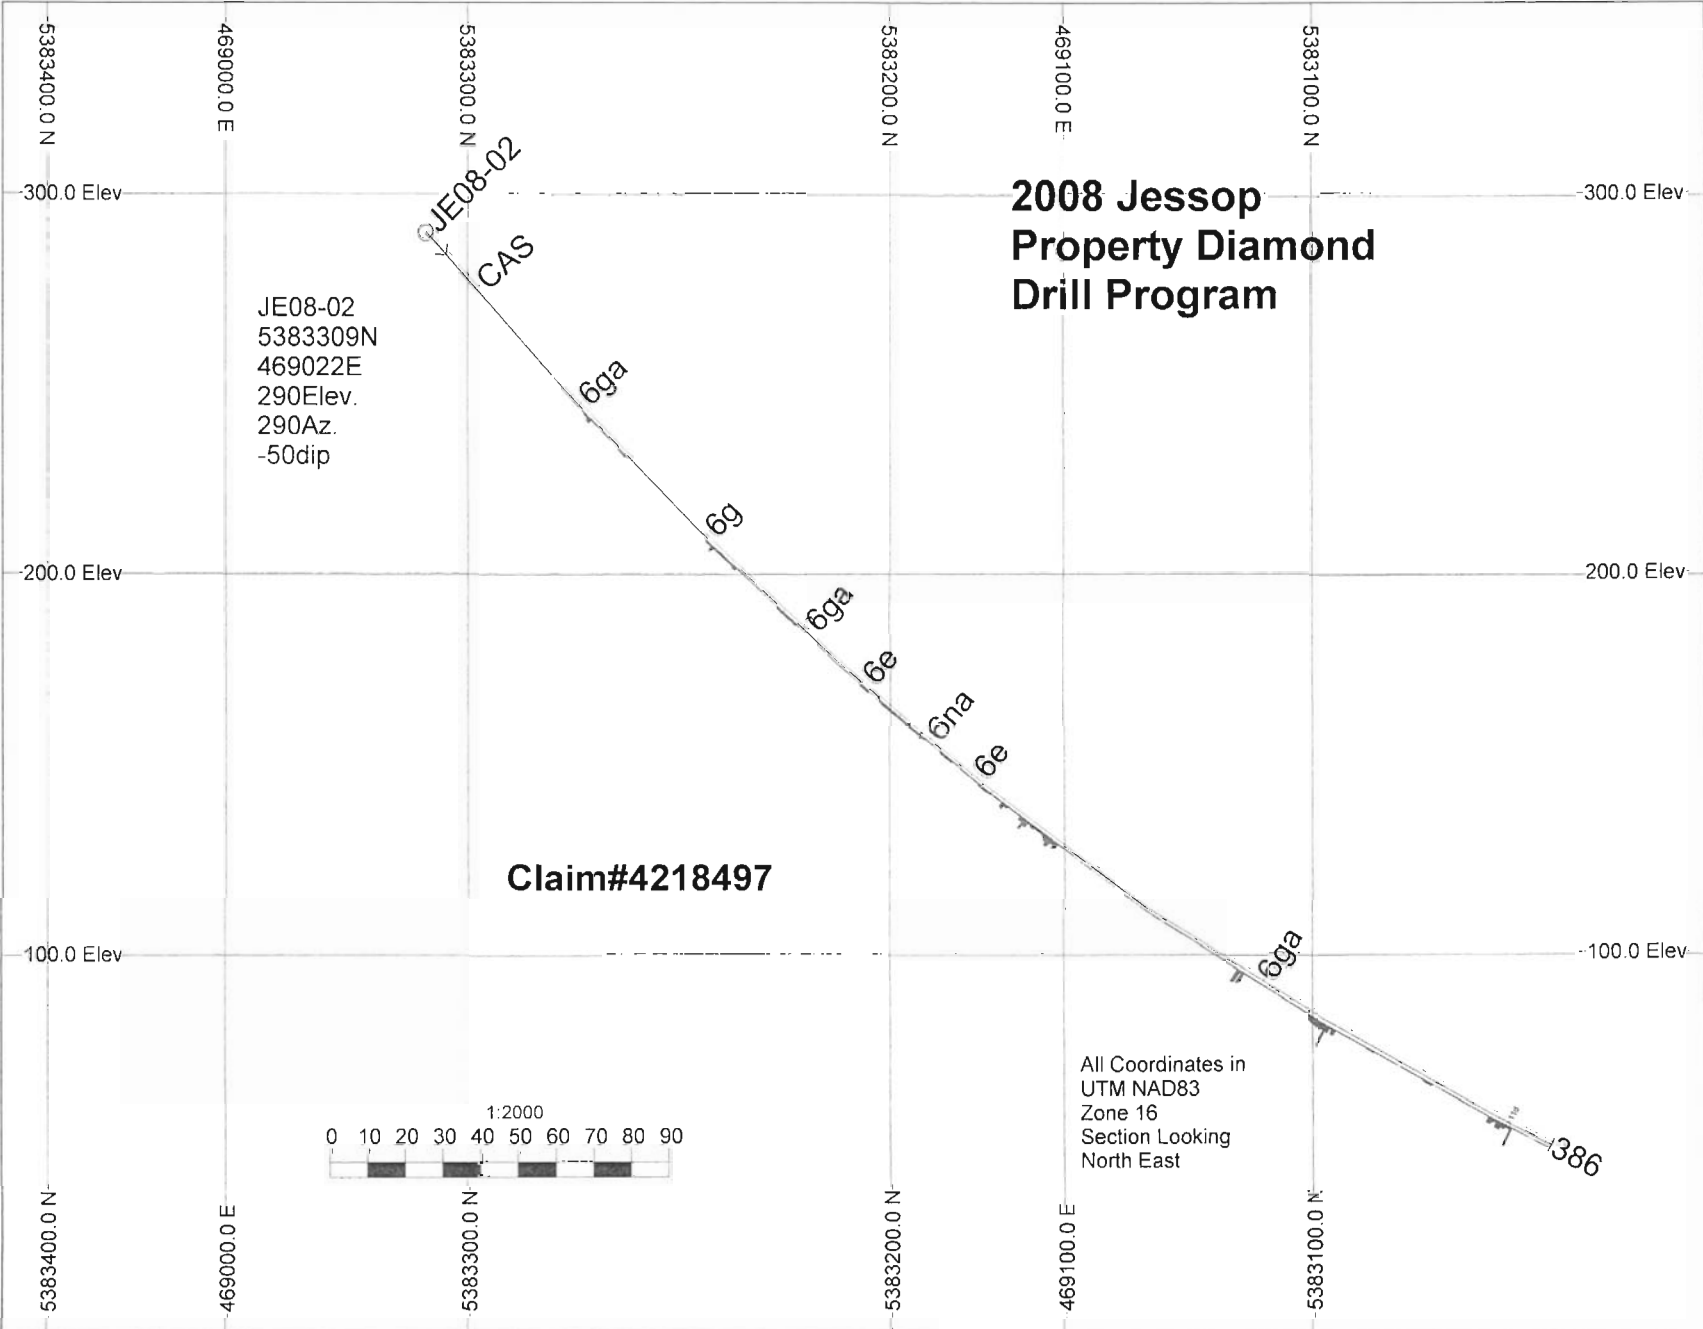 5383400.0 N
469000.0 E
5383300.0 N
5383200.0 N
469100.0 E
5383100.0 N
300.0 Elev
300.0 Elev
2008 Jessop
Property Diamond
Drill Program
JE08-02
CAS
JE08-02
5383309N
469022E
290Elev.
290Az.
-50dip
6ga
6g
200.0 Elev
200.0 Elev
6ga
6e
6na
6e
Claim#4218497
100.0 Elev
100.0 Elev
6ga
All Coordinates in
UTM NAD83
Zone 16
Section Looking
North East
1:2000
0 10 20 30 40 50 60 70 80 90
386
5383400.0 N
469000.0 E
5383300.0 N
5383200.0 N
469100.0 E
5383100.0 N